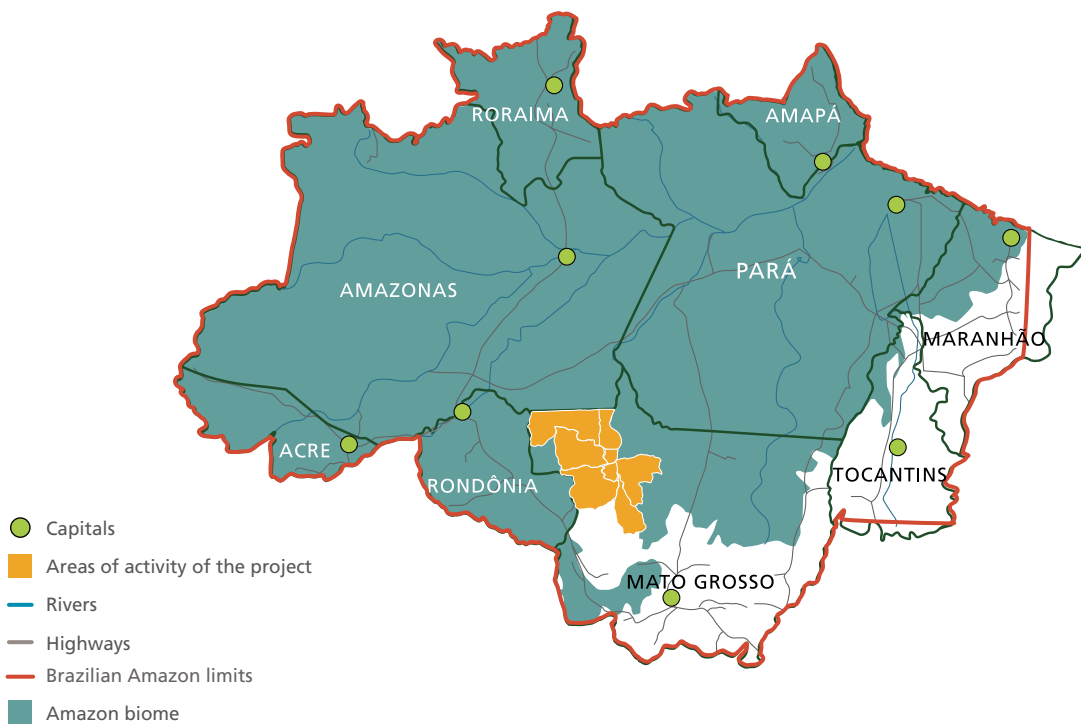 RORAIMA
AMAPÁ
AMAZONAS
PARÁ
MARANHÃO
ACRE
RONDÔNIA
TOCANTINS
MATO GROSSO
Capitals
Areas of activity of the project
Rivers
Highways
Brazilian Amazon limits
Amazon biome